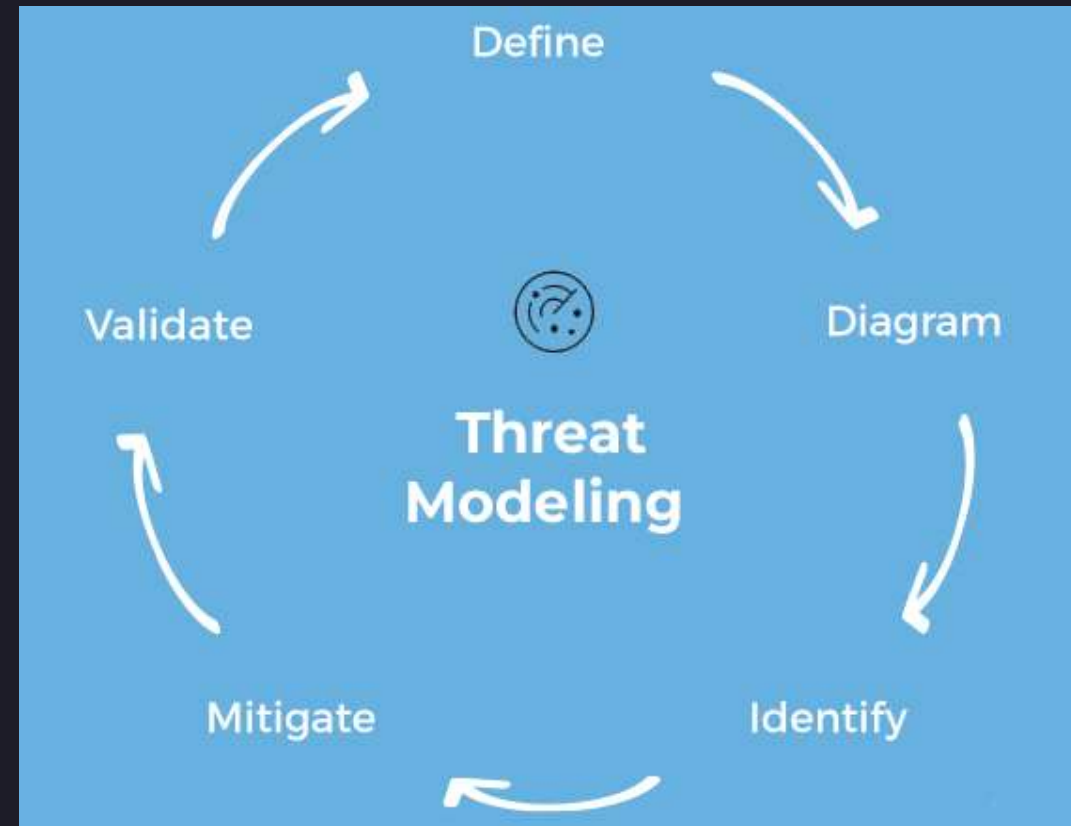 Define
Diagram
Identify
Mitigate
Validate
Threat
Modeling